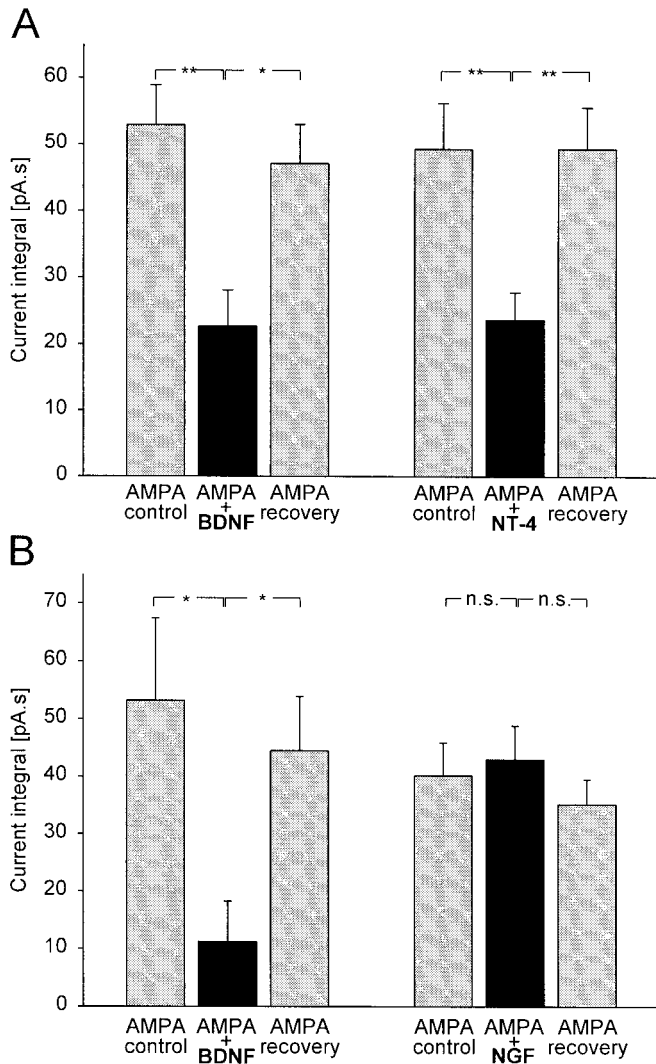 A
** * ** **
Current integral [pA.s]
60
50
40
30
20
10
0
AMPA AMPA AMPA AMPA AMPA AMPA
control + recovery control + recovery
BDNF NT-4
B
* * n.s. n.s.
Current integral [pA.s]
70
60
50
40
30
20
10
0
AMPA AMPA AMPA AMPA AMPA AMPA
control + recovery control + recovery
BDNF NGF